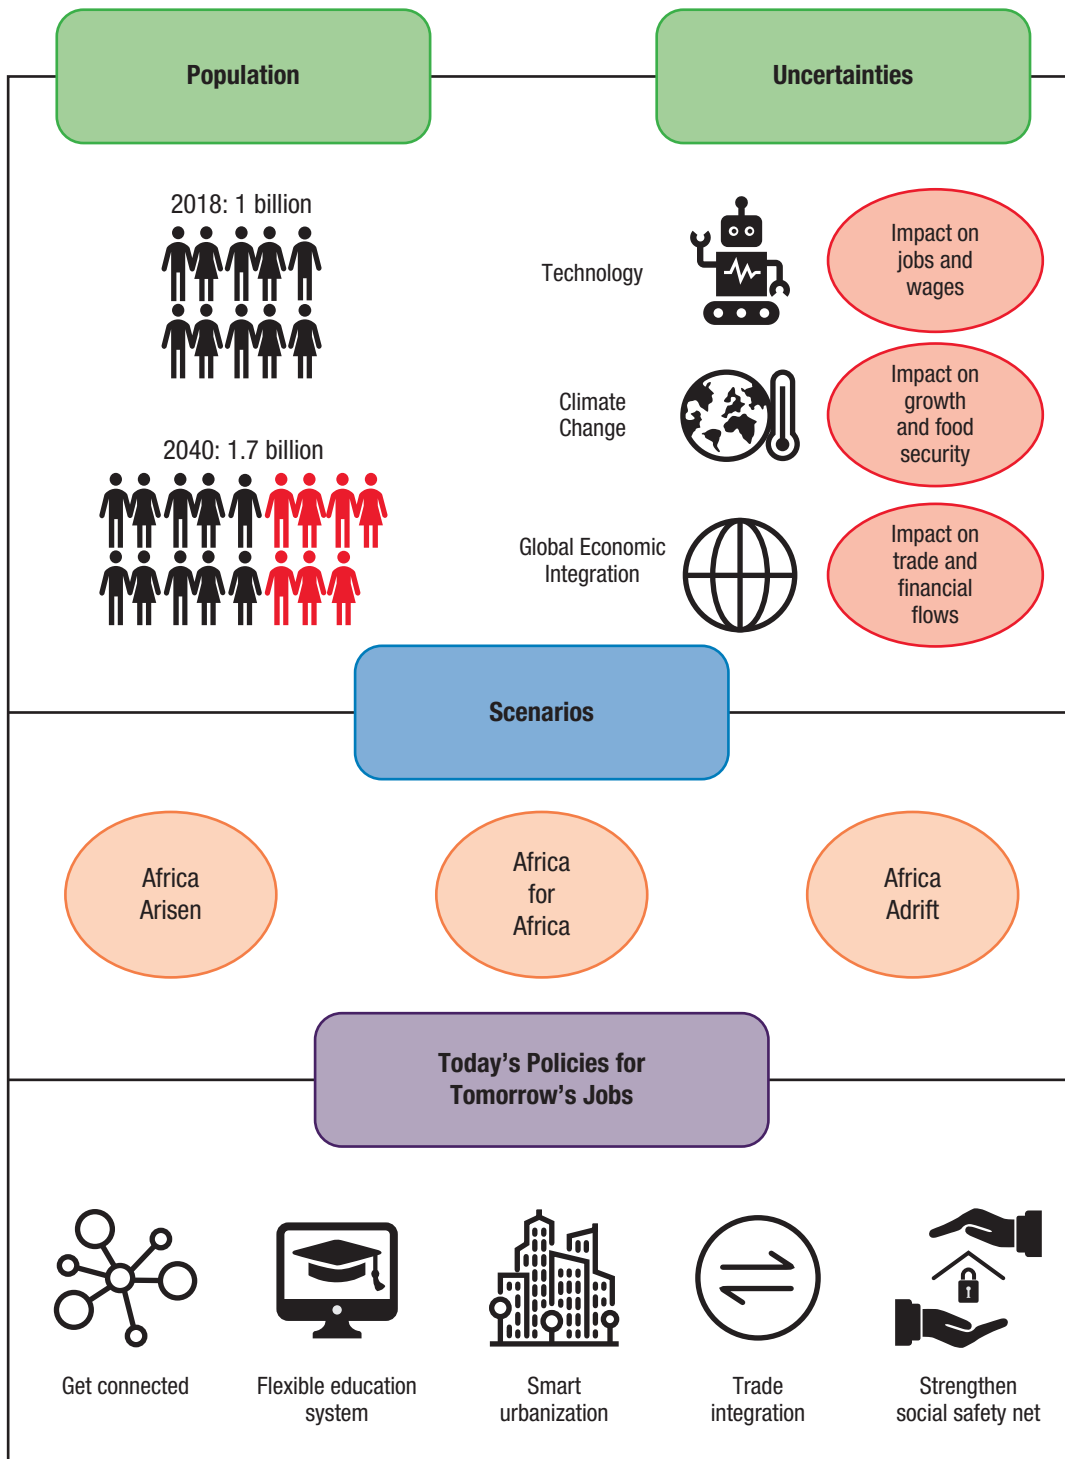 Population
Uncertainties
2018: 1 billion
2040: 1.7 billion
Technology
Impact on
jobs and
wages
Climate
Change
Impact on
growth
and food
security
Global Economic
Integration
Impact on
trade and
financial
flows
Scenarios
Africa
Arisen
Africa
for
Africa
Africa
Adrift
Today's Policies for
Tomorrow's Jobs
Get connected
Flexible education
system
Smart
urbanization
Trade
integration
Strengthen
social safety net